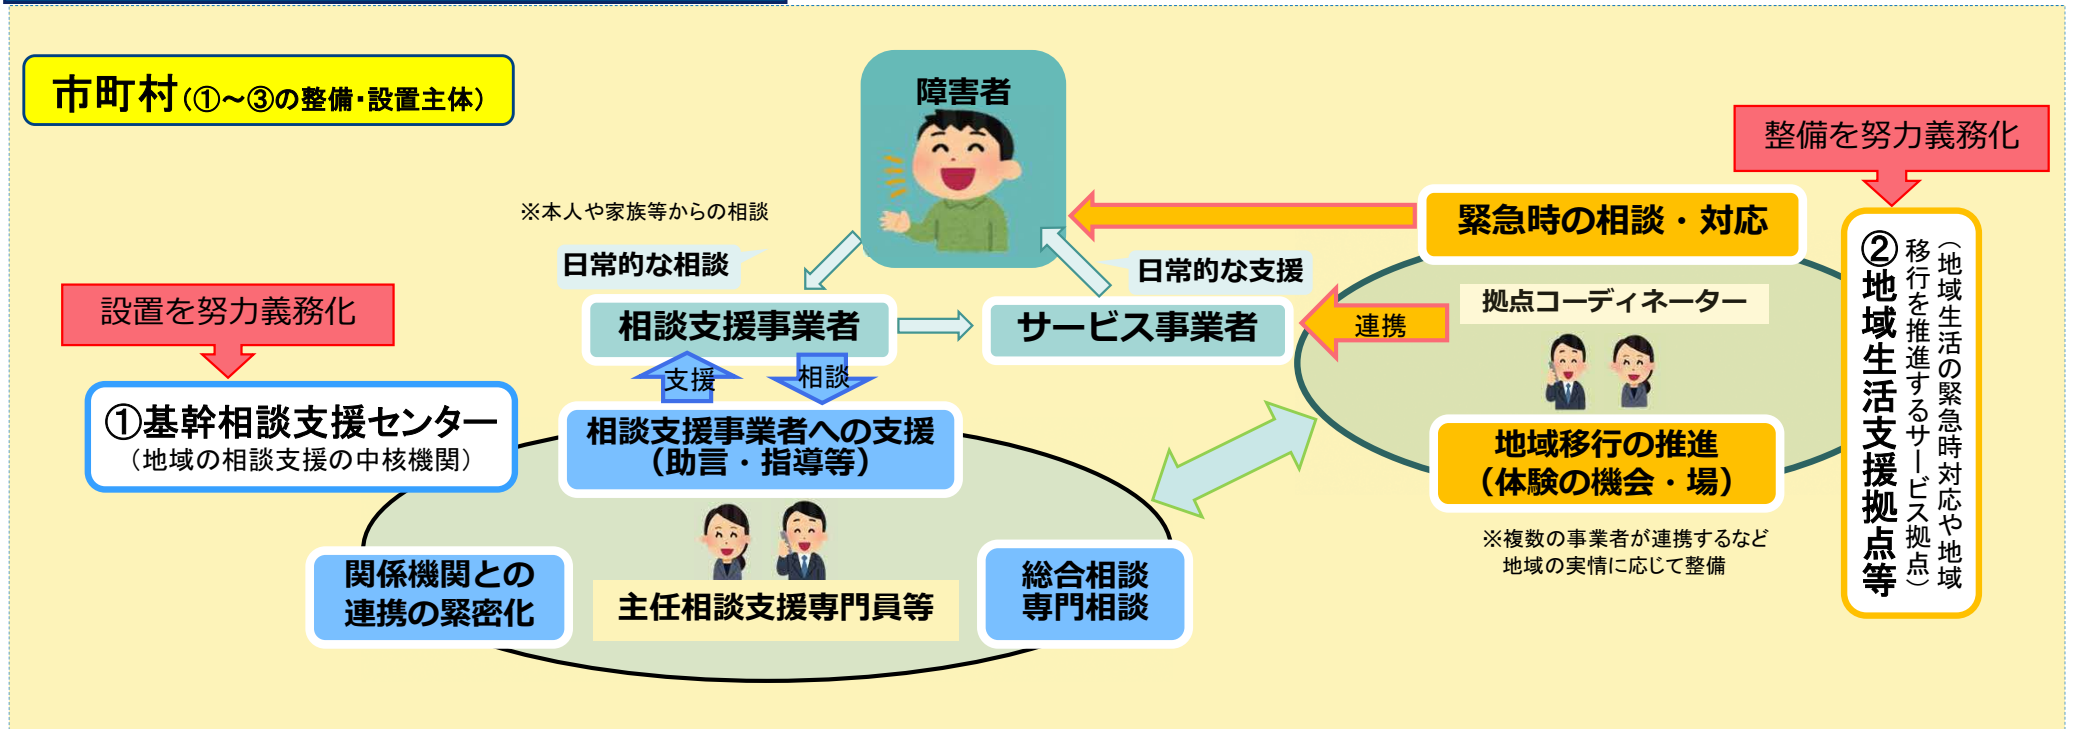 市町村(①～③の整備・設置主体)
障害者
整備を努力義務化
※本人や家族等からの相談
緊急時の相談・対応
日常的な相談
日常的な支援
設置を努力義務化
拠点コーディネーター
相談支援事業者
サービス事業者
連携
支援
相談
①基幹相談支援センター
（地域の相談支援の中核機関）
相談支援事業者への支援
（助言・指導等）
地域移行の推進
（体験の機会・場）
※複数の事業者が連携するなど
地域の実情に応じて整備
②地域生活支援拠点等
（地域生活の緊急時対応や地域
移行を推進するサービス拠点）
関係機関との
連携の緊密化
主任相談支援専門員等
総合相談
専門相談